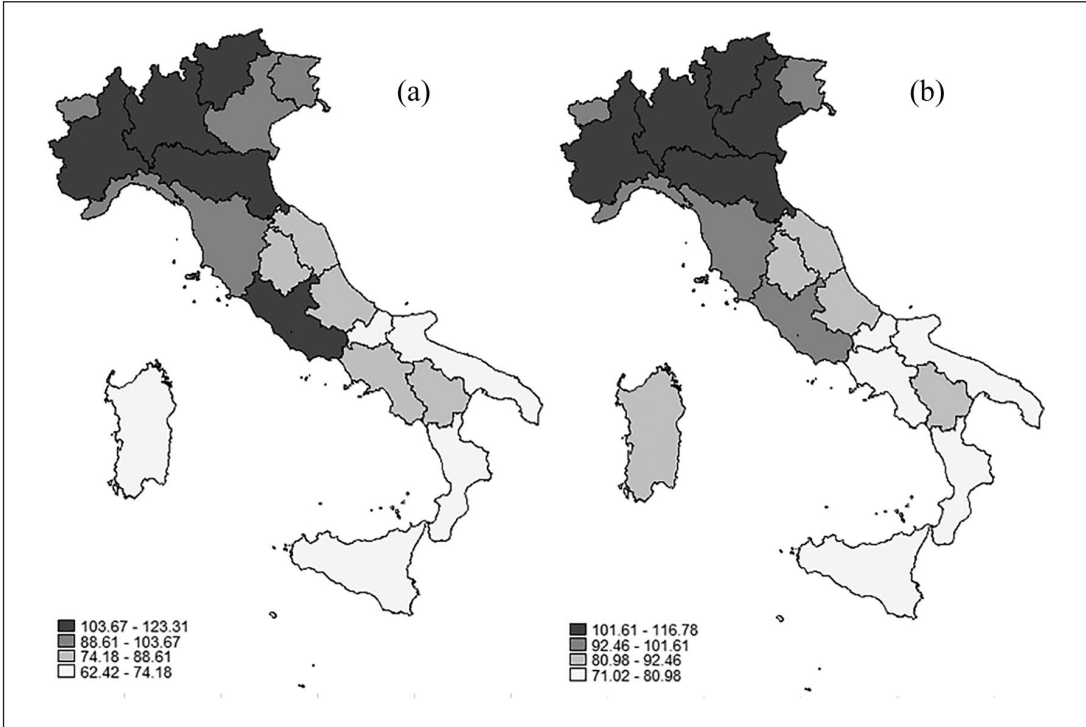 (a)
103.67 - 123.31
88.61 - 103.67
74.18 - 88.61
62.42 - 74.18
(b)
101.61 - 116.78
92.46 - 101.61
80.98 - 92.46
71.02 - 80.98